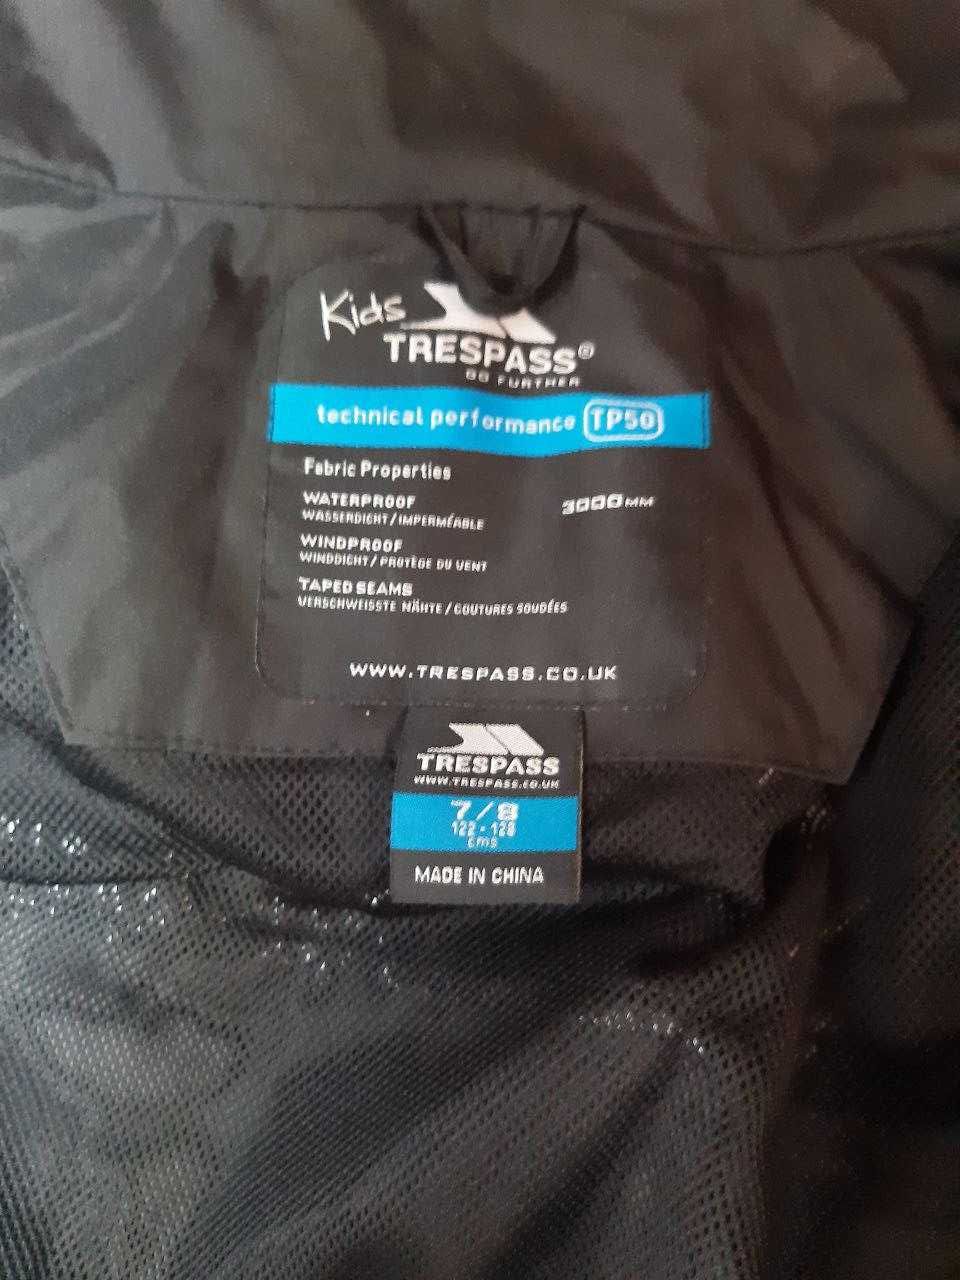 Kids
TRESPASS®
GO FURTHER
technical performance TP50
Fabric Properties
WATERPROOF 3000MM
WASSERDICHT/IMPERMÉABLE
WINDPROOF
WINDDICHT/PROTÈGE DU VENT
TAPED SEAMS
VERSCHWEISSTE NÄHTE/COUTURES SOUDÉES
WWW.TRESPASS.CO.UK
TRESPASS
WWW.TRESPASS.CO.UK
7/8
122-128
cms
MADE IN CHINA